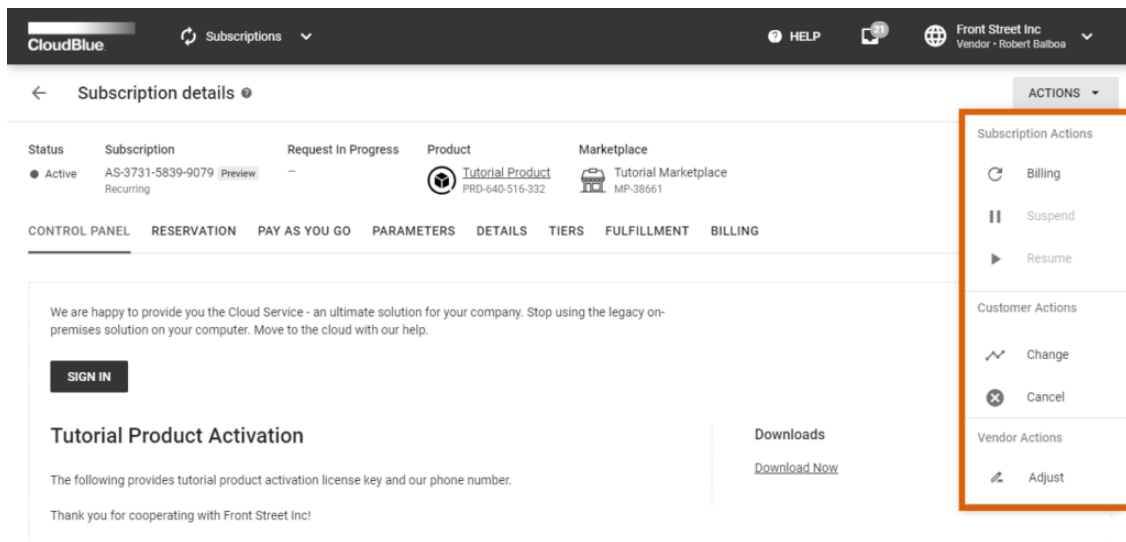 CloudBlue.
Subscriptions
HELP
21
Front Street Inc
Vendor • Robert Balboa
Subscription details
ACTIONS
Status
Subscription
Request In Progress
Product
Marketplace
Active
AS-3731-5839-9079 Preview
Recurring
–
Tutorial Product
PRD-640-516-332
Tutorial Marketplace
MP-38661
CONTROL PANEL RESERVATION PAY AS YOU GO PARAMETERS DETAILS TIERS FULFILLMENT BILLING
We are happy to provide you the Cloud Service - an ultimate solution for your company. Stop using the legacy on-
premises solution on your computer. Move to the cloud with our help.
SIGN IN
Tutorial Product Activation
The following provides tutorial product activation license key and our phone number.
Thank you for cooperating with Front Street Inc!
Downloads
Download Now
Subscription Actions
Billing
Suspend
Resume
Customer Actions
Change
Cancel
Vendor Actions
Adjust